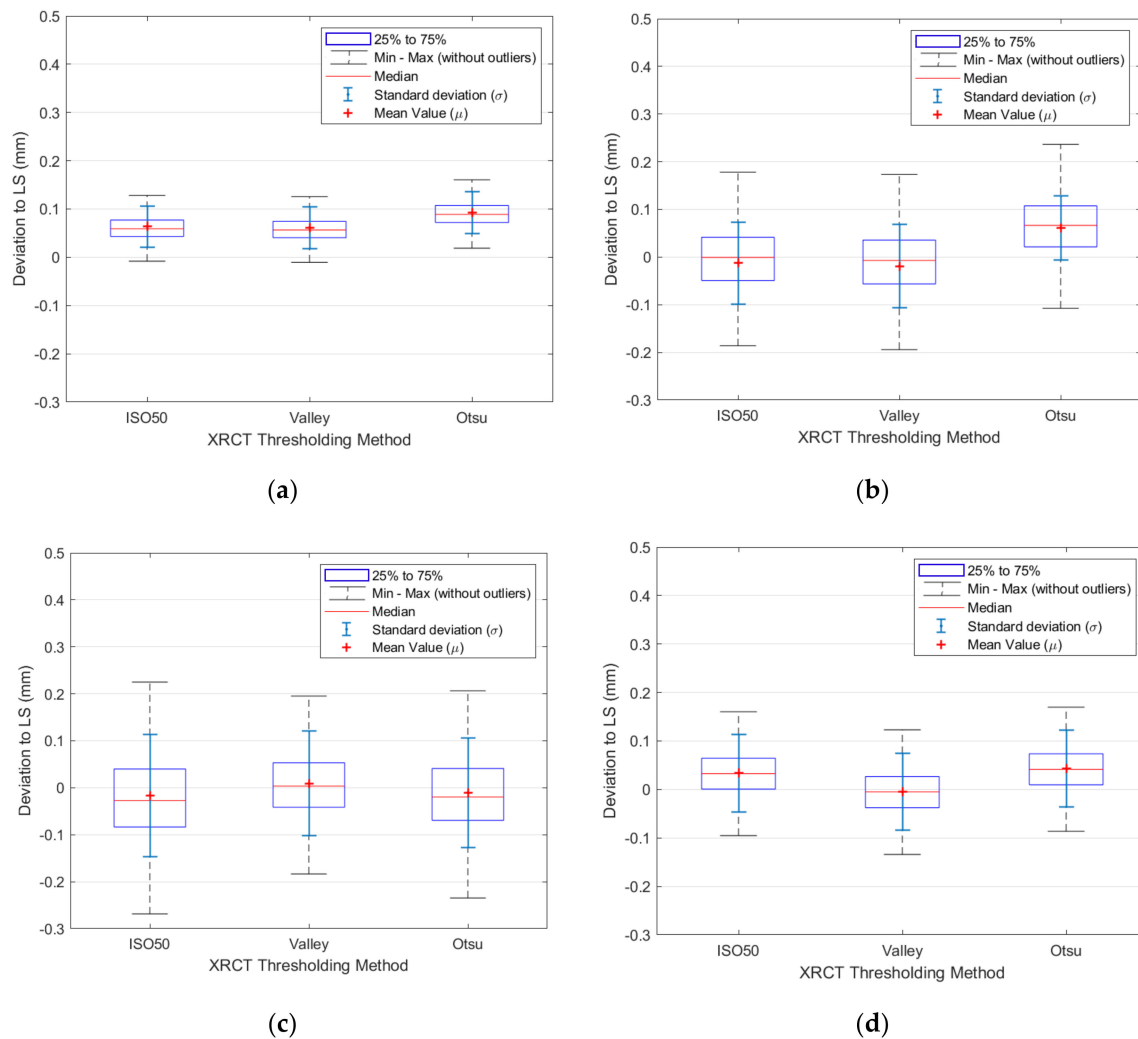 0.5
0.4
0.3
0.2
0.1
0
-0.1
-0.2
-0.3
Deviation to LS (mm)
25% to 75%
Min - Max (without outliers)
Median
Standard deviation (σ)
Mean Value (μ)
ISO50 Valley Otsu
XRCT Thresholding Method
(a)
0.5
0.4
0.3
0.2
0.1
0
-0.1
-0.2
-0.3
Deviation to LS (mm)
25% to 75%
Min - Max (without outliers)
Median
Standard deviation (σ)
Mean Value (μ)
ISO50 Valley Otsu
XRCT Thresholding Method
(b)
0.5
0.4
0.3
0.2
0.1
0
-0.1
-0.2
-0.3
Deviation to LS (mm)
25% to 75%
Min - Max (without outliers)
Median
Standard deviation (σ)
Mean Value (μ)
ISO50 Valley Otsu
XRCT Thresholding Method
(c)
0.5
0.4
0.3
0.2
0.1
0
-0.1
-0.2
-0.3
Deviation to LS (mm)
25% to 75%
Min - Max (without outliers)
Median
Standard deviation (σ)
Mean Value (μ)
ISO50 Valley Otsu
XRCT Thresholding Method
(d)